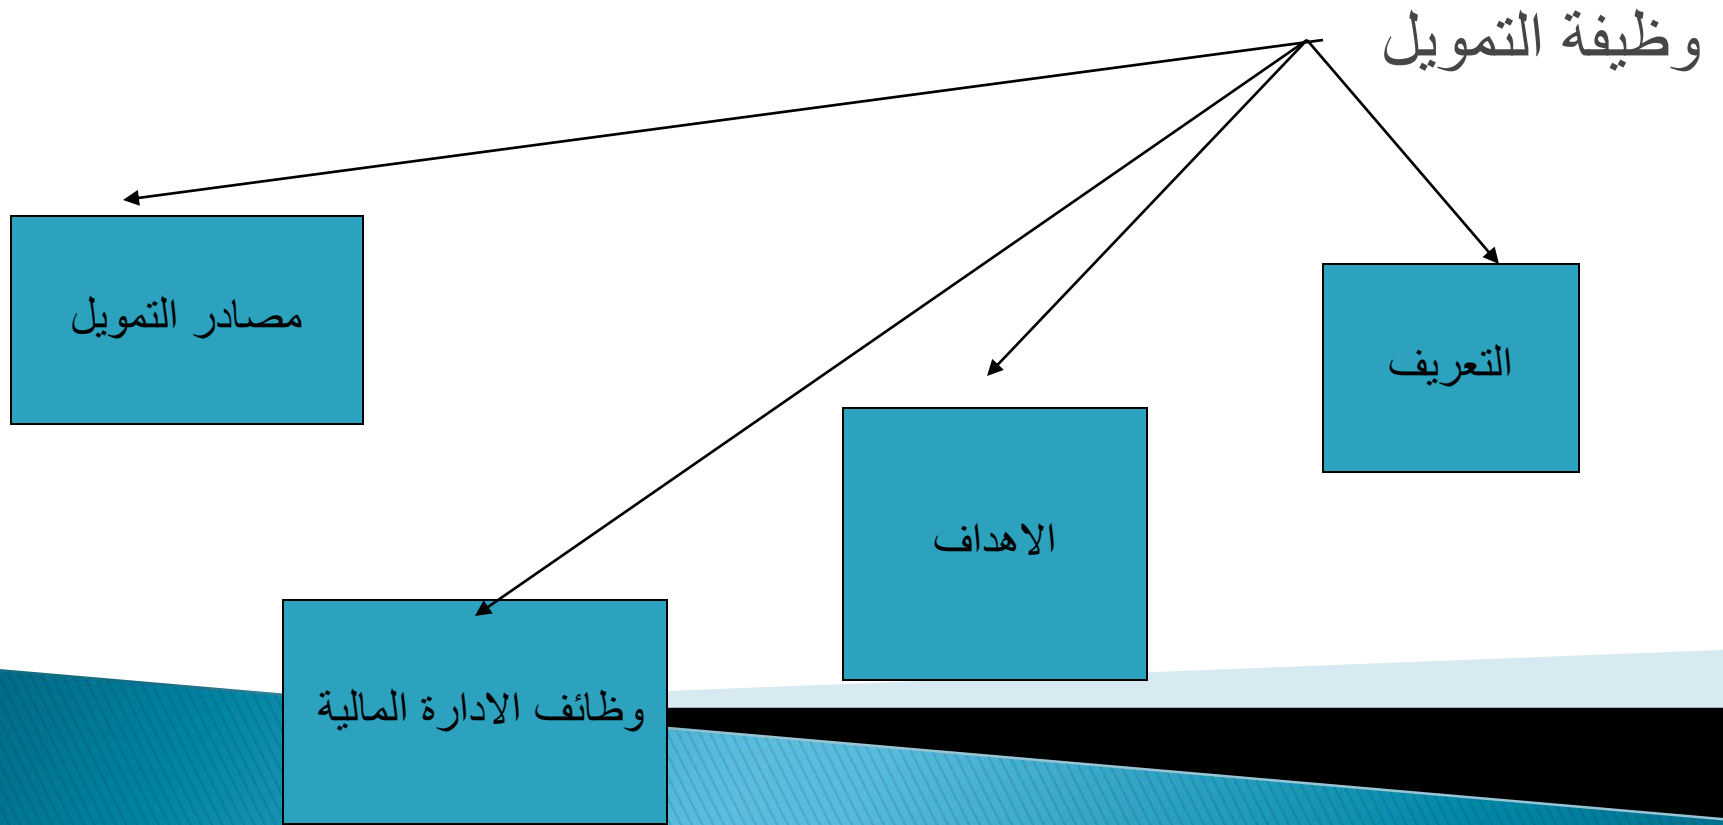 وظيفة التمويل
التعريف
الاهداف
وظائف الادارة المالية
مصادر التمويل